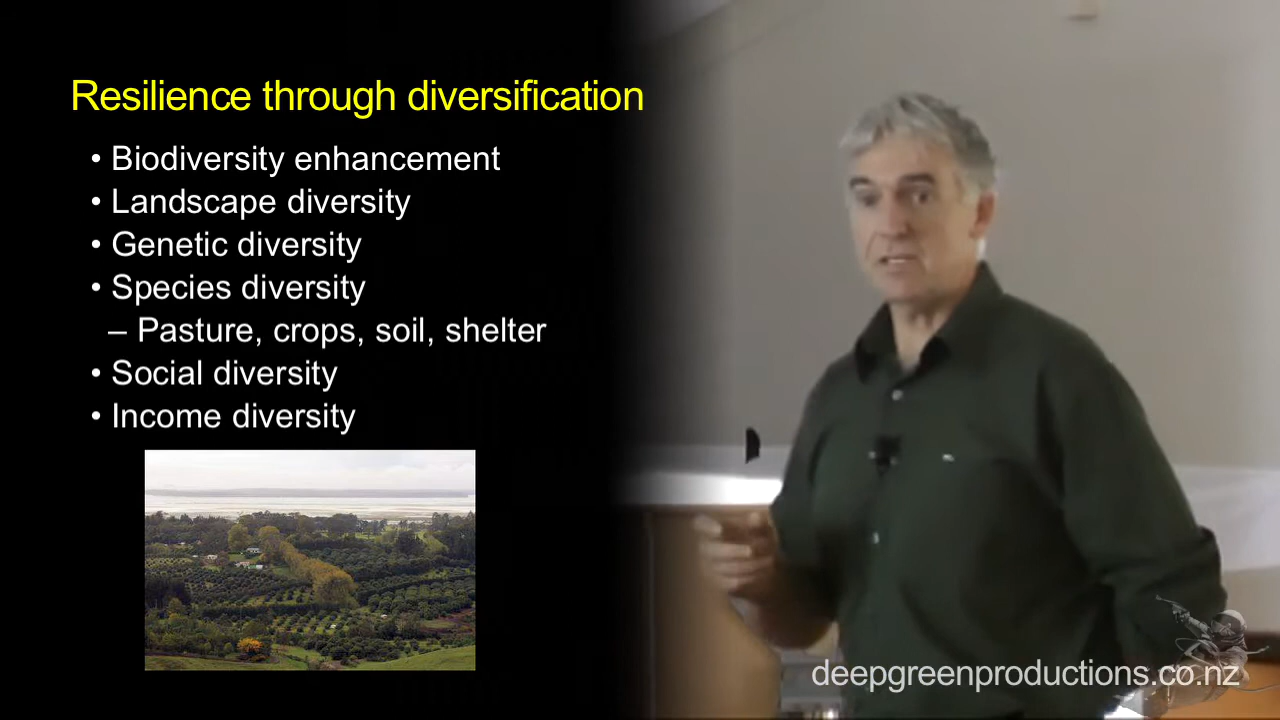 Resilience through diversification
• Biodiversity enhancement
• Landscape diversity
• Genetic diversity
• Species diversity
– Pasture, crops, soil, shelter
• Social diversity
• Income diversity
deepgreenproductions.co.nz